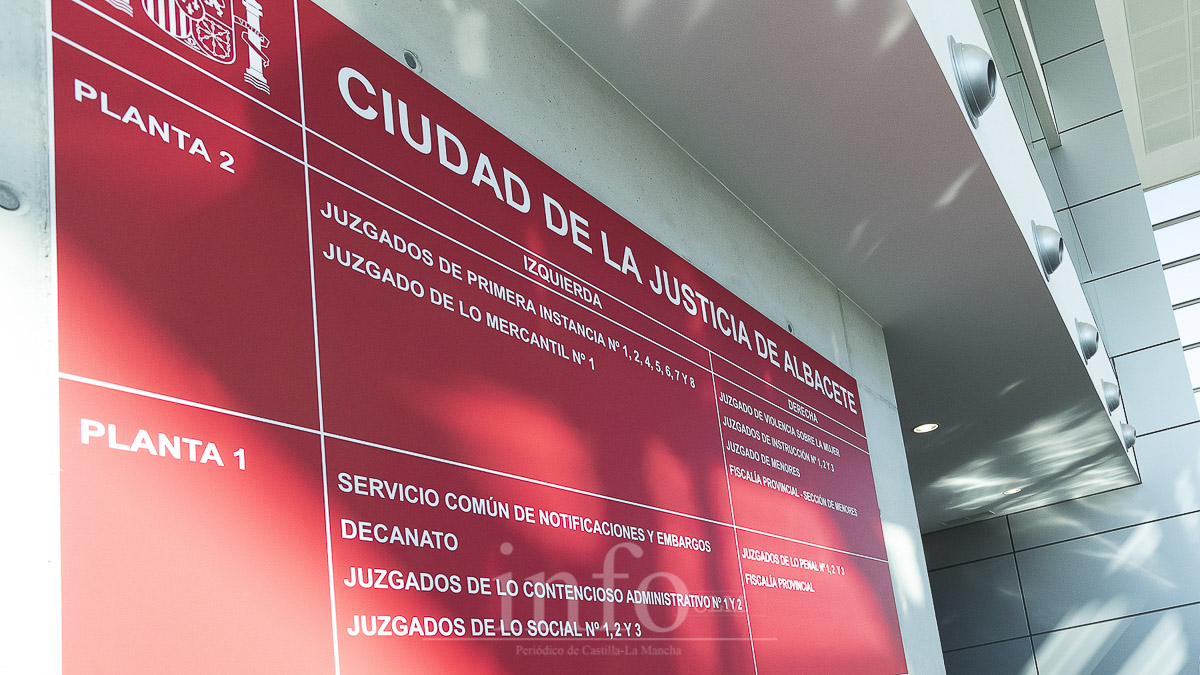 CIUDAD DE LA JUSTICIA DE ALBACETE
IZQUIERDA
DERECHA
PLANTA 2
JUZGADOS DE PRIMERA INSTANCIA Nº 1, 2, 4, 5, 6, 7 Y 8
JUZGADO DE LO MERCANTIL Nº 1
JUZGADO DE VIOLENCIA SOBRE LA MUJER
JUZGADOS DE INSTRUCCIÓN Nº 1, 2 Y 3
JUZGADO DE MENORES
FISCALÍA PROVINCIAL - SECCIÓN DE MENORES
PLANTA 1
SERVICIO COMÚN DE NOTIFICACIONES Y EMBARGOS
DECANATO
JUZGADOS DE LO CONTENCIOSO ADMINISTRATIVO Nº 1 Y 2
JUZGADOS DE LO SOCIAL Nº 1, 2 Y 3
JUZGADOS DE LO PENAL Nº 1, 2 Y 3
FISCALÍA PROVINCIAL
info
Periódico de Castilla-La Mancha